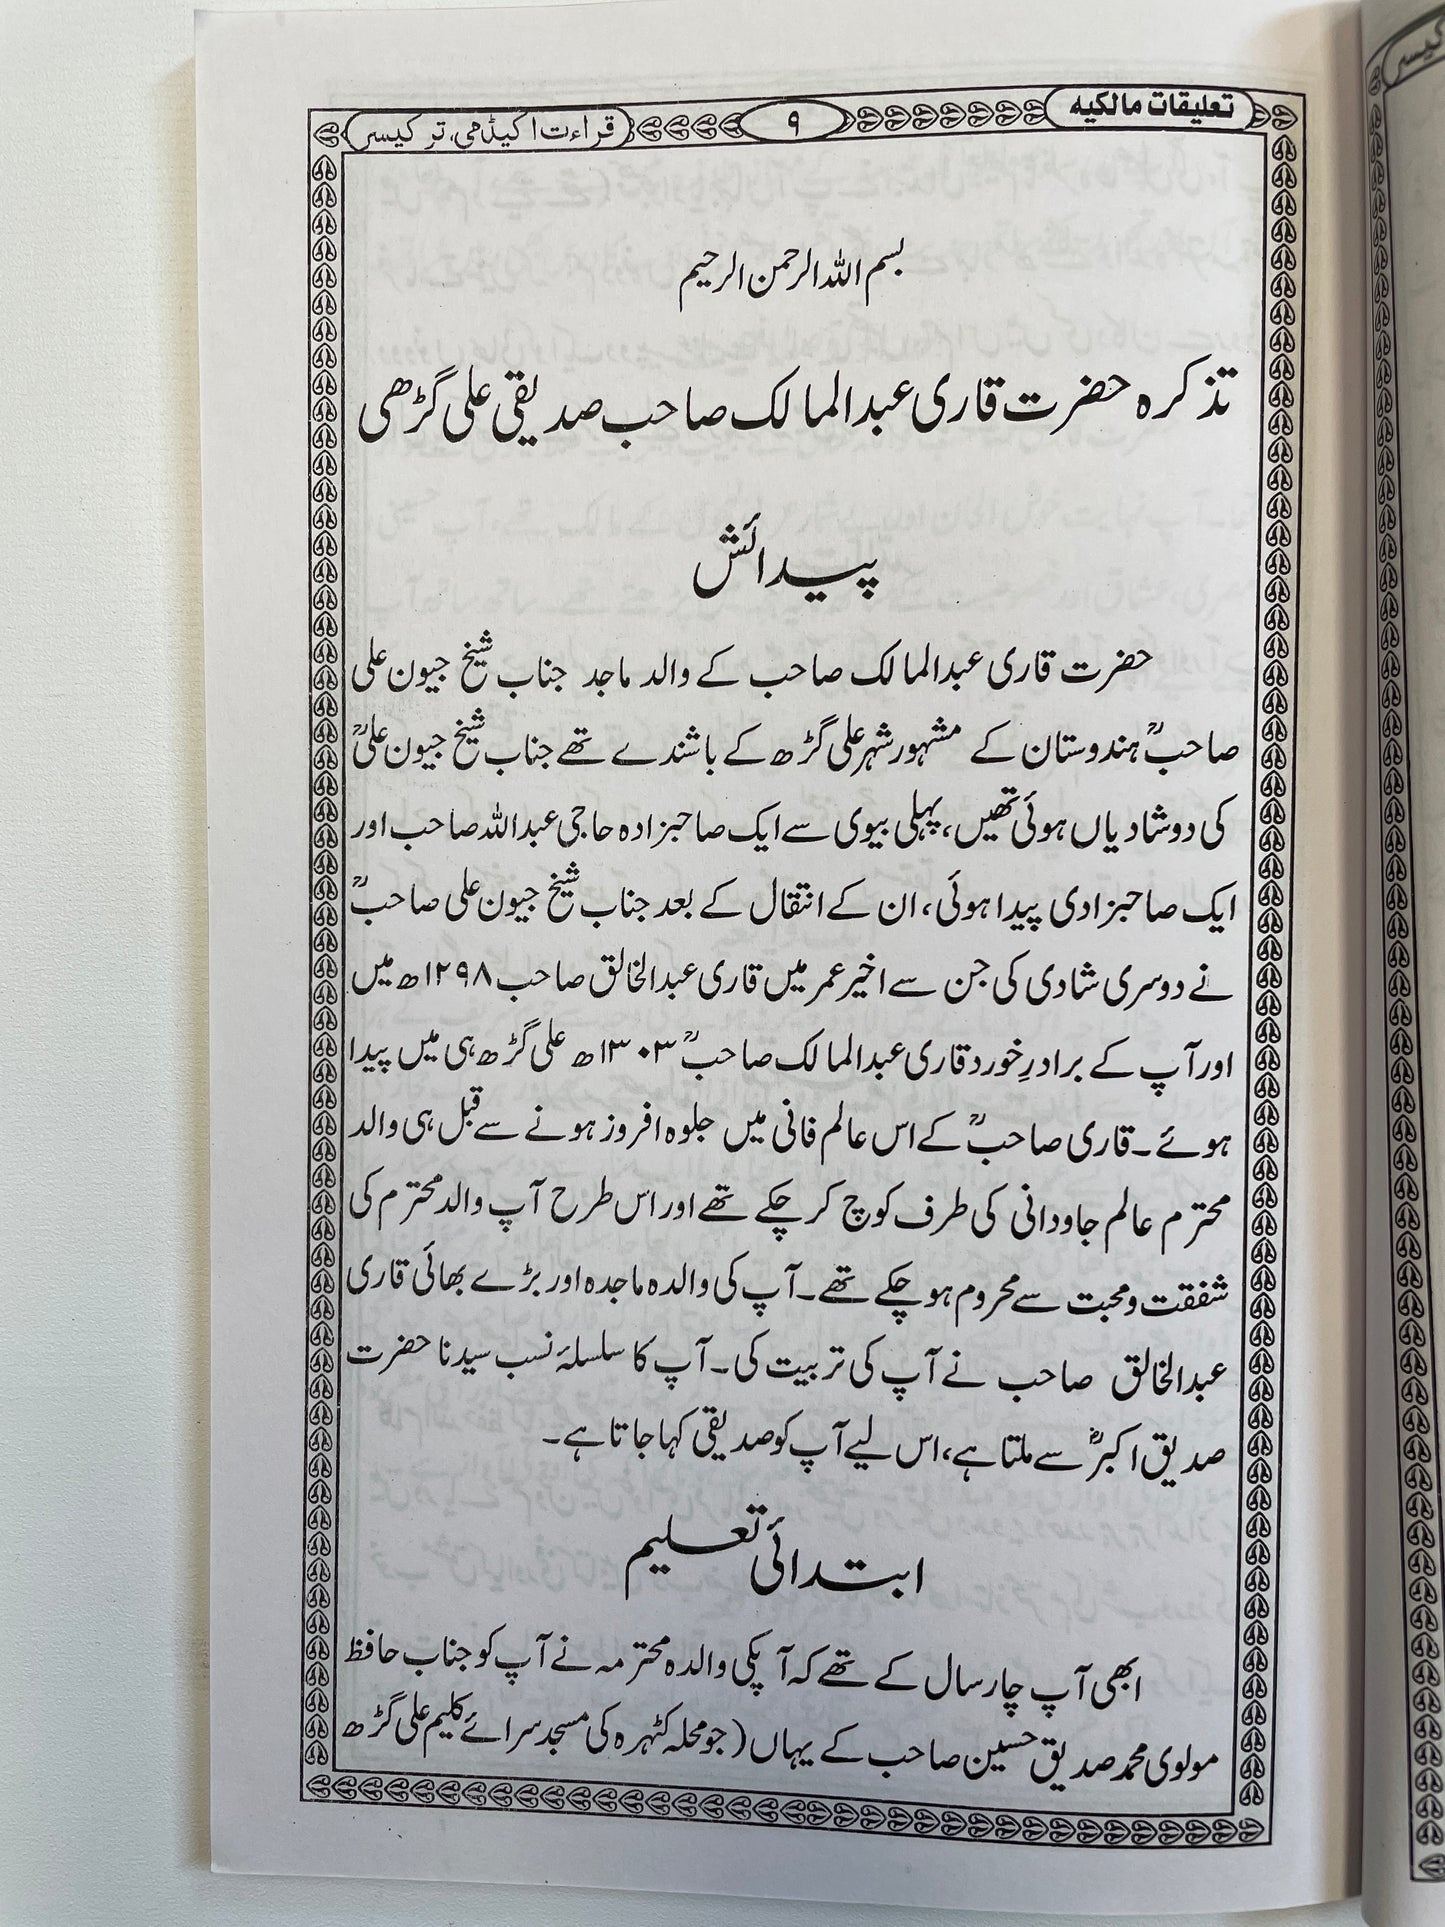 تعلیقات مالکیہ
۹
قراءت اکیڈمی، ترکیسر
بسم اللہ الرحمن الرحیم
تذکرہ حضرت قاری عبدالمالک صاحب صدیقی علی گڑھی
پیدائش
حضرت قاری عبدالمالک صاحب کے والد ماجد جناب شیخ جیون علی
صاحبؒ ہندوستان کے مشہور شہر علی گڑھ کے باشندے تھے جناب شیخ جیون علیؒ
کی دو شادیاں ہوئی تھیں، پہلی بیوی سے ایک صاحبزادہ حاجی عبداللہ صاحب اور
ایک صاحبزادی پیدا ہوئی، ان کے انتقال کے بعد جناب شیخ جیون علی صاحبؒ
نے دوسری شادی کی جن سے اخیر عمر میں قاری عبدالخالق صاحب ۱۲۹۸ھ میں
اور آپ کے برادرِ خورد قاری عبدالمالک صاحبؒ ۱۳۰۳ھ علی گڑھ ہی میں پیدا
ہوئے۔ قاری صاحبؒ کے اس عالم فانی میں جلوہ افروز ہونے سے قبل ہی والد
محترم عالم جاودانی کی طرف کوچ کر چکے تھے اور اس طرح آپ والد محترم کی
شفقت و محبت سے محروم ہو چکے تھے۔ آپ کی والدہ ماجدہ اور بڑے بھائی قاری
عبدالخالق صاحب نے آپ کی تربیت کی۔ آپ کا سلسلۂ نسب سیدنا حضرت
صدیق اکبرؓ سے ملتا ہے، اس لیے آپ کو صدیقی کہا جاتا ہے۔
ابتدائی تعلیم
ابھی آپ چار سال کے تھے کہ آپکی والدہ محترمہ نے آپ کو جناب حافظ
مولوی محمد صدیق حسین صاحب کے یہاں (جو محلہ کٹہرہ کی مسجد سرائے کلیم علی گڑھ